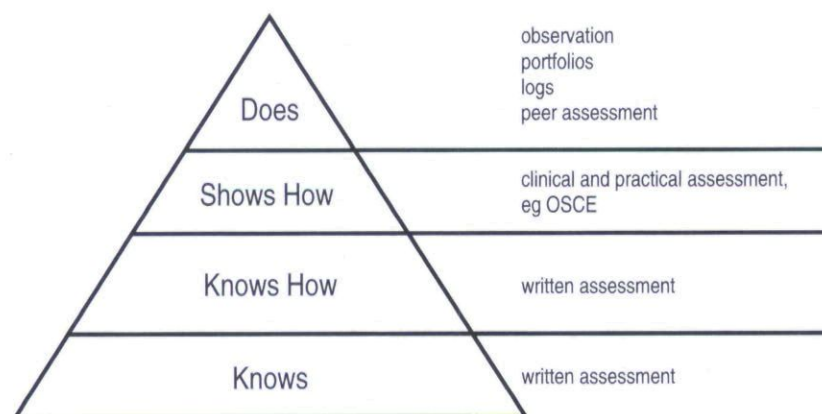 observation
portfolios
logs
peer assessment
Does
clinical and practical assessment,
eg OSCE
Shows How
Knows How
written assessment
Knows
written assessment